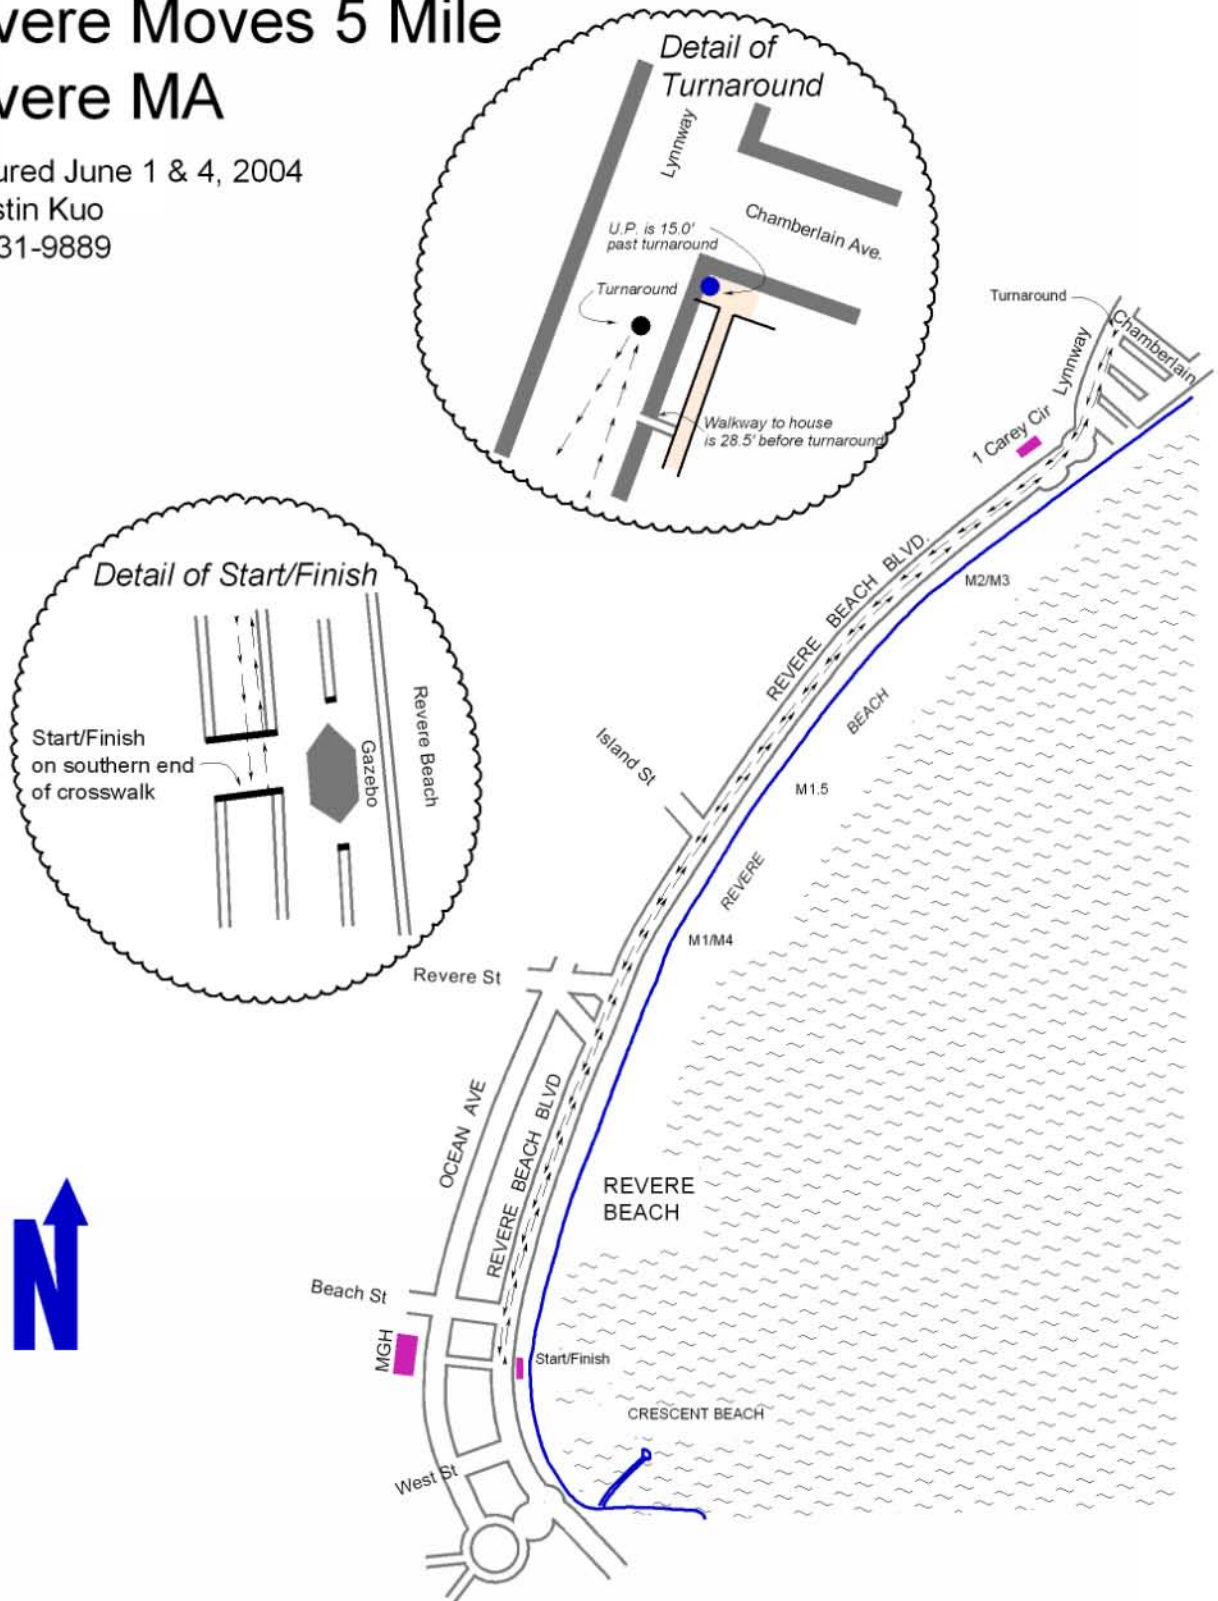 vere Moves 5 Mile
vere MA
ured June 1 & 4, 2004
stin Kuo
31-9889
Detail of
Turnaround
Lynnway
Chamberlain Ave.
U.P. is 15.0'
past turnaround
Turnaround
Walkway to house
is 28.5' before turnaround
Turnaround
Chamberlain
Lynnway
1 Carey Cir
REVERE BEACH BLVD.
M2/M3
BEACH
Island St
M1.5
REVERE
M1/M4
Detail of Start/Finish
Start/Finish
on southern end
of crosswalk
Gazebo
Revere Beach
Revere St
OCEAN AVE
REVERE BEACH BLVD
REVERE
BEACH
N
Beach St
MGH
Start/Finish
CRESCENT BEACH
West St